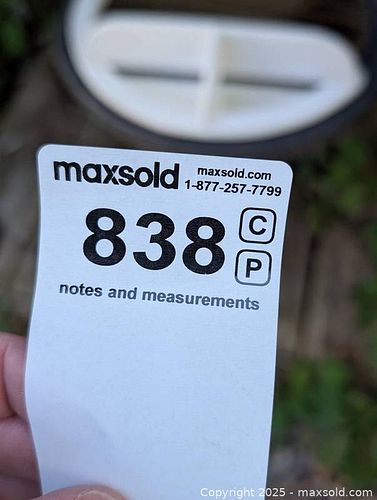 maxsold
maxsold.com
1-877-257-7799
838
C
P
notes and measurements
Copyright 2025 - maxsold.com